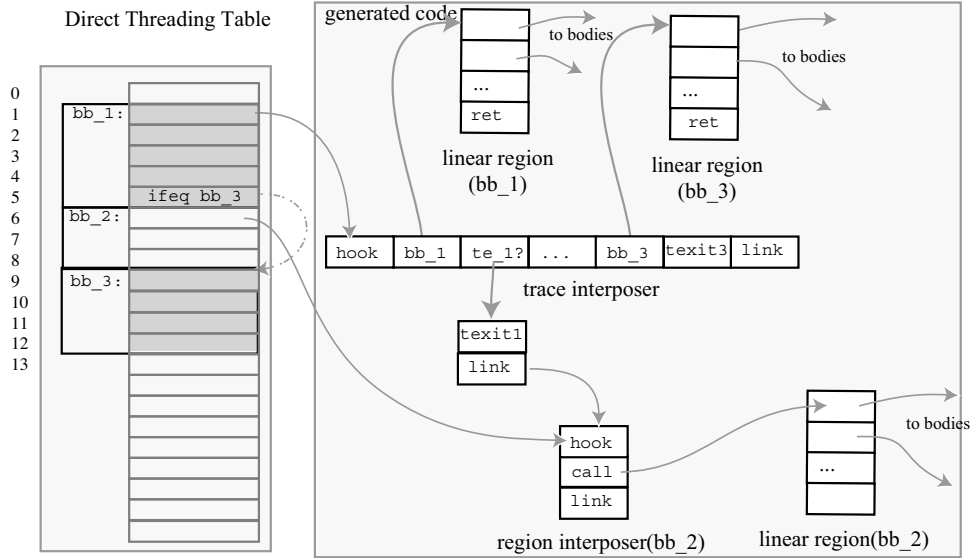 Direct Threading Table
0
1
2
3
4
5
6
7
8
9
10
11
12
13
bb_1:
ifeq bb_3
bb_2:
bb_3:
generated code
to bodies
...
ret
linear region
(bb_1)
to bodies
...
ret
linear region
(bb_3)
hook bb_1 te_1? ... bb_3 texit3 link
trace interposer
texit1
link
hook
call
link
region interposer(bb_2)
to bodies
...
linear region(bb_2)